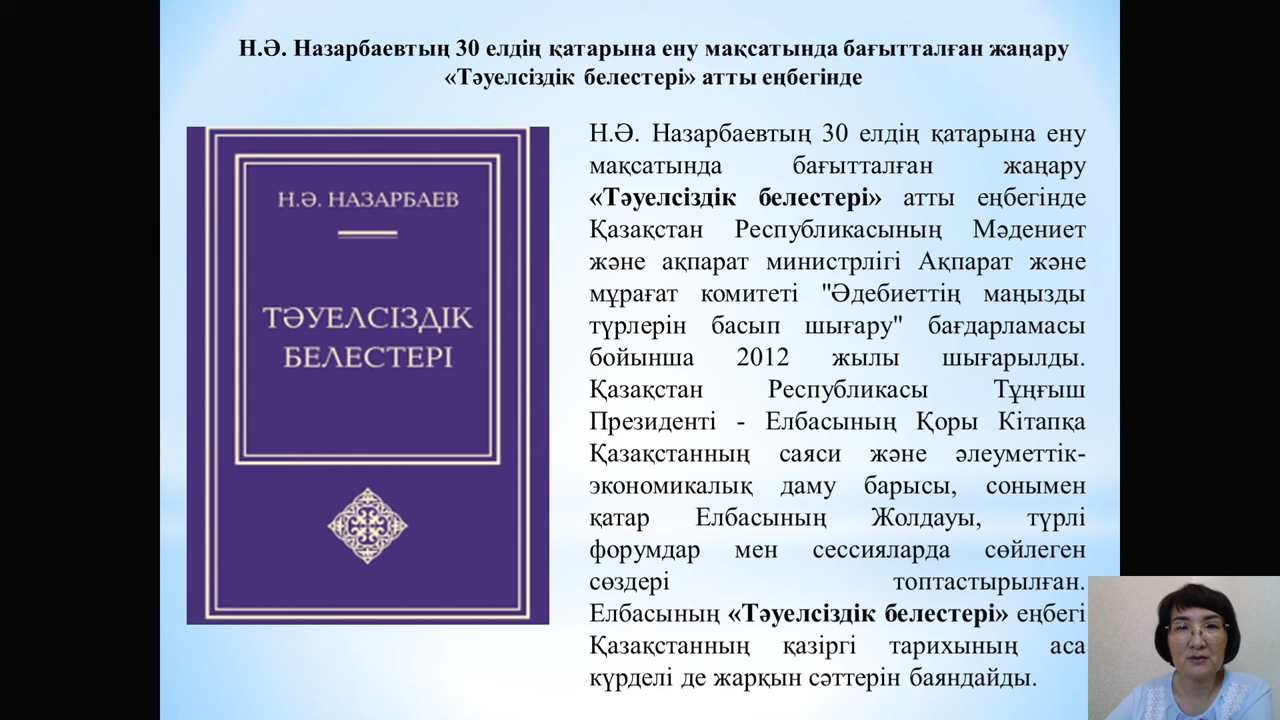 Н.Ә. Назарбаевтың 30 елдің қатарына ену мақсатында бағытталған жаңару
«Тәуелсіздік белестері» атты еңбегінде
Н.Ә. НАЗАРБАЕВ
ТӘУЕЛСІЗДІК
БЕЛЕСТЕРІ
Н.Ә. Назарбаевтың 30 елдің қатарына ену
мақсатында бағытталған жаңару
«Тәуелсіздік белестері» атты еңбегінде
Қазақстан Республикасының Мәдениет
және ақпарат министрлігі Ақпарат және
мұрағат комитеті "Әдебиеттің маңызды
түрлерін басып шығару" бағдарламасы
бойынша 2012 жылы шығарылды.
Қазақстан Республикасы Тұңғыш
Президенті - Елбасының Қоры Кітапқа
Қазақстанның саяси және әлеуметтік-
экономикалық даму барысы, сонымен
қатар Елбасының Жолдауы, түрлі
форумдар мен сессияларда сөйлеген
сөздері топтастырылған.
Елбасының «Тәуелсіздік белестері» еңбегі
Қазақстанның қазіргі тарихының аса
күрделі де жарқын сәттерін баяндайды.